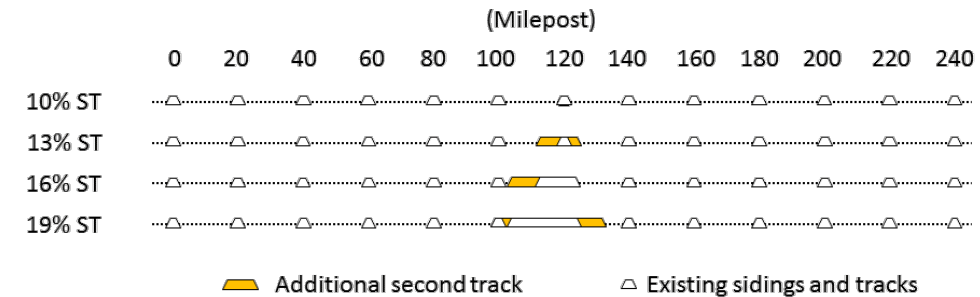 (Milepost)
0 20 40 60 80 100 120 140 160 180 200 220 240
10% ST
13% ST
16% ST
19% ST
Additional second track Existing sidings and tracks